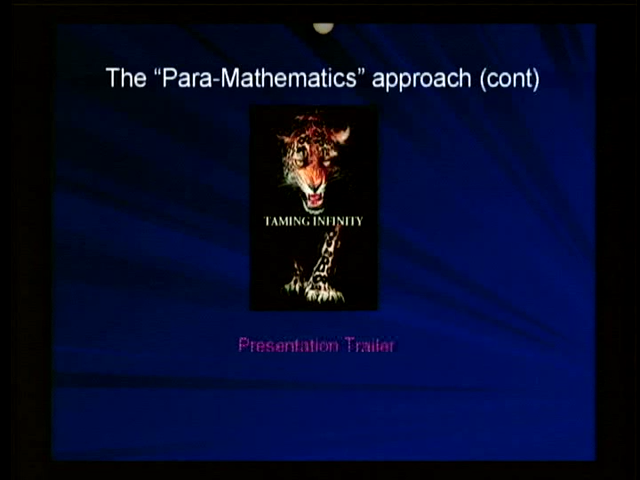 The “Para-Mathematics” approach (cont)
TAMING INFINITY
Presentation Trailer